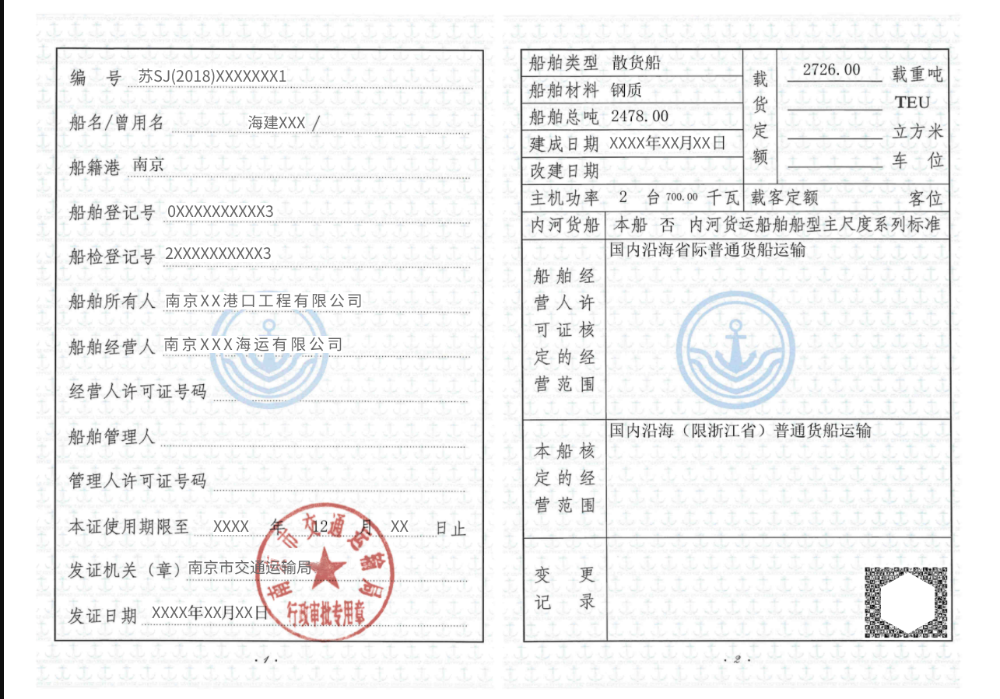 编 号 苏SJ(2018)XXXXXXX1
船名/曾用名 海建XXX /
船籍港 南京
船舶登记号 0XXXXXXXXXX3
船检登记号 2XXXXXXXXXX3
船舶所有人 南京XX港口工程有限公司
船舶经营人 南京XXX海运有限公司
经营人许可证号码
船舶管理人
管理人许可证号码
本证使用期限至 XXXX 年 12 月 XX 日止
发证机关（章）南京市交通运输局
发证日期 XXXX年XX月XX日
南京市交通运输局
行政审批专用章
· 1 ·
船舶类型 散货船
船舶材料 钢质
船舶总吨 2478.00
建成日期 XXXX年XX月XX日
改建日期
载货定额
2726.00 载重吨
TEU
立方米
车 位
主机功率 2 台 700.00 千瓦 载客定额 客位
内河货船 本船 否 内河货运船舶船型主尺度系列标准
船舶经
营人许
可证核
定的经
营范围
国内沿海省际普通货船运输
本船核
定的经
营范围
国内沿海（限浙江省）普通货船运输
变 更
记 录
· 2 ·